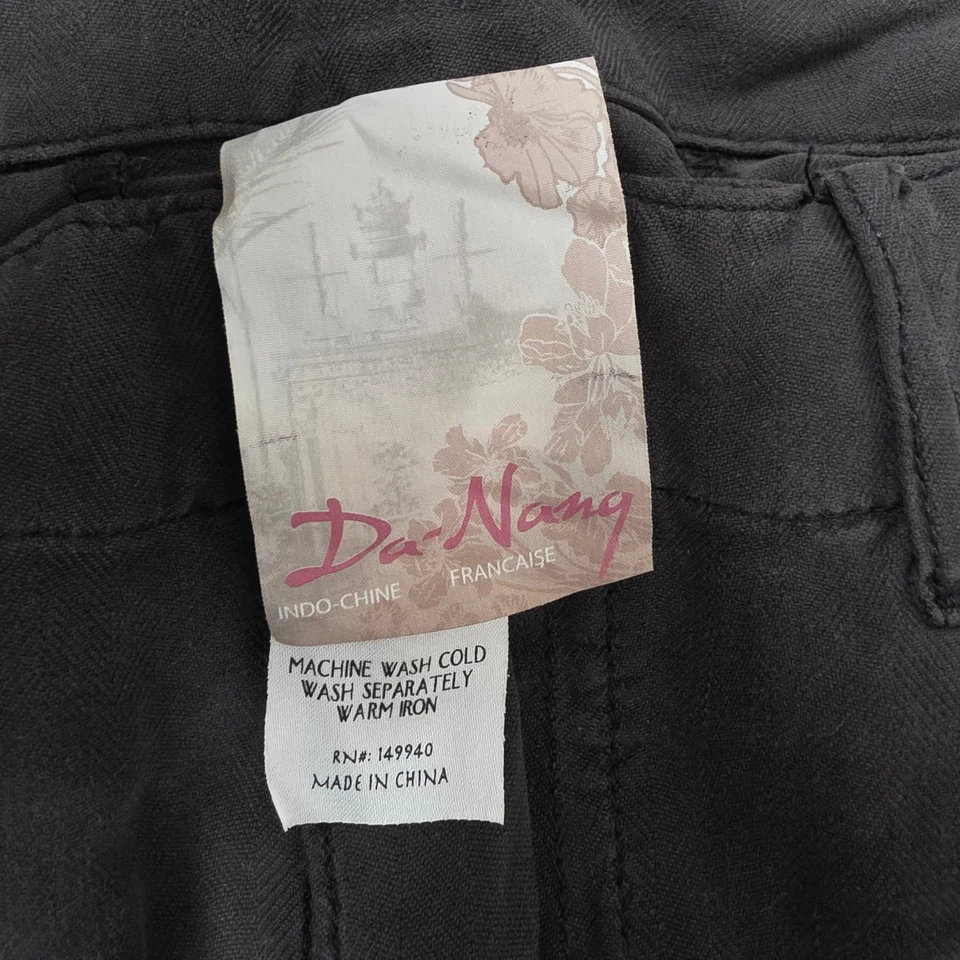 Da-Nang
INDO-CHINE FRANCAISE
MACHINE WASH COLD
WASH SEPARATELY
WARM IRON
RN#: 149940
MADE IN CHINA